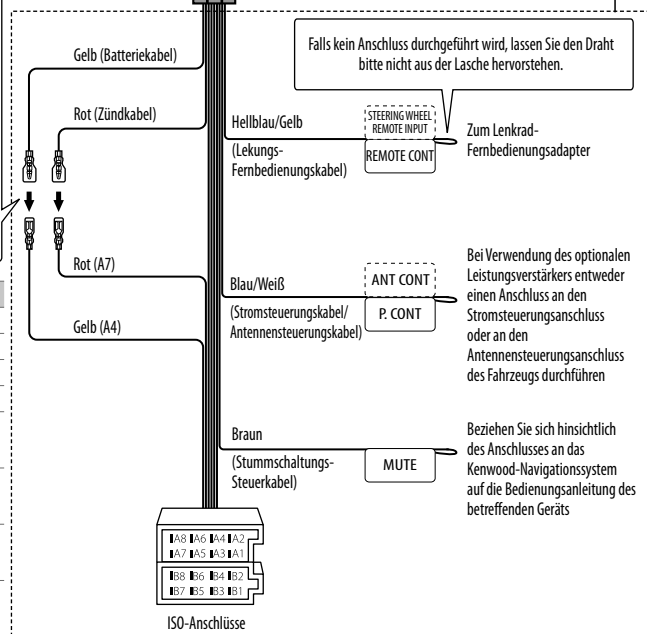 Falls kein Anschluss durchgeführt wird, lassen Sie den Draht
bitte nicht aus der Lasche hervorstehen.
Gelb (Batteriekabel)
Rot (Zündkabel)
Hellblau/Gelb
(Lekungs-
Fernbedienungskabel)
STEERING WHEEL
REMOTE INPUT
REMOTE CONT
Zum Lenkrad-
Fernbedienungsadapter
Rot (A7)
Gelb (A4)
Blau/Weiß
(Stromsteuerungskabel/
Antennensteuerungskabel)
ANT CONT
P. CONT
Bei Verwendung des optionalen
Leistungsverstärkers entweder
einen Anschluss an den
Stromsteuerungsanschluss
oder an den
Antennensteuerungsanschluss
des Fahrzeugs durchführen
Braun
(Stummschaltungs-
Steuerkabel)
MUTE
Beziehen Sie sich hinsichtlich
des Anschlusses an das
Kenwood-Navigationssystem
auf die Bedienungsanleitung des
betreffenden Geräts
A8 A6 A4 A2
A7 A5 A3 A1
B8 B6 B4 B2
B7 B5 B3 B1
ISO-Anschlüsse